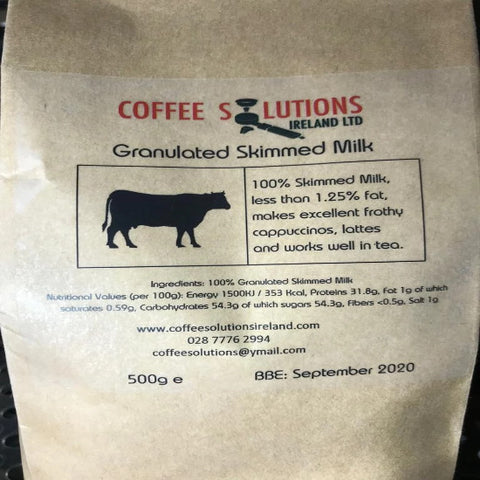 COFFEE SOLUTIONS
IRELAND LTD
Granulated Skimmed Milk
100% Skimmed Milk,
less than 1.25% fat,
makes excellent frothy
cappuccinos, lattes
and works well in tea.
Ingredients: 100% Granulated Skimmed Milk
Nutritional Values (per 100g): Energy 1500KJ / 353 Kcal, Proteins 31.8g, Fat 1g of which
saturates 0.59g, Carbohydrates 54.3g of which sugars 54.3g, Fibers <0.5g, Salt 1g
www.coffeesolutionsireland.com
028 7776 2994
coffeesolutions@ymail.com
500g e
BBE: September 2020